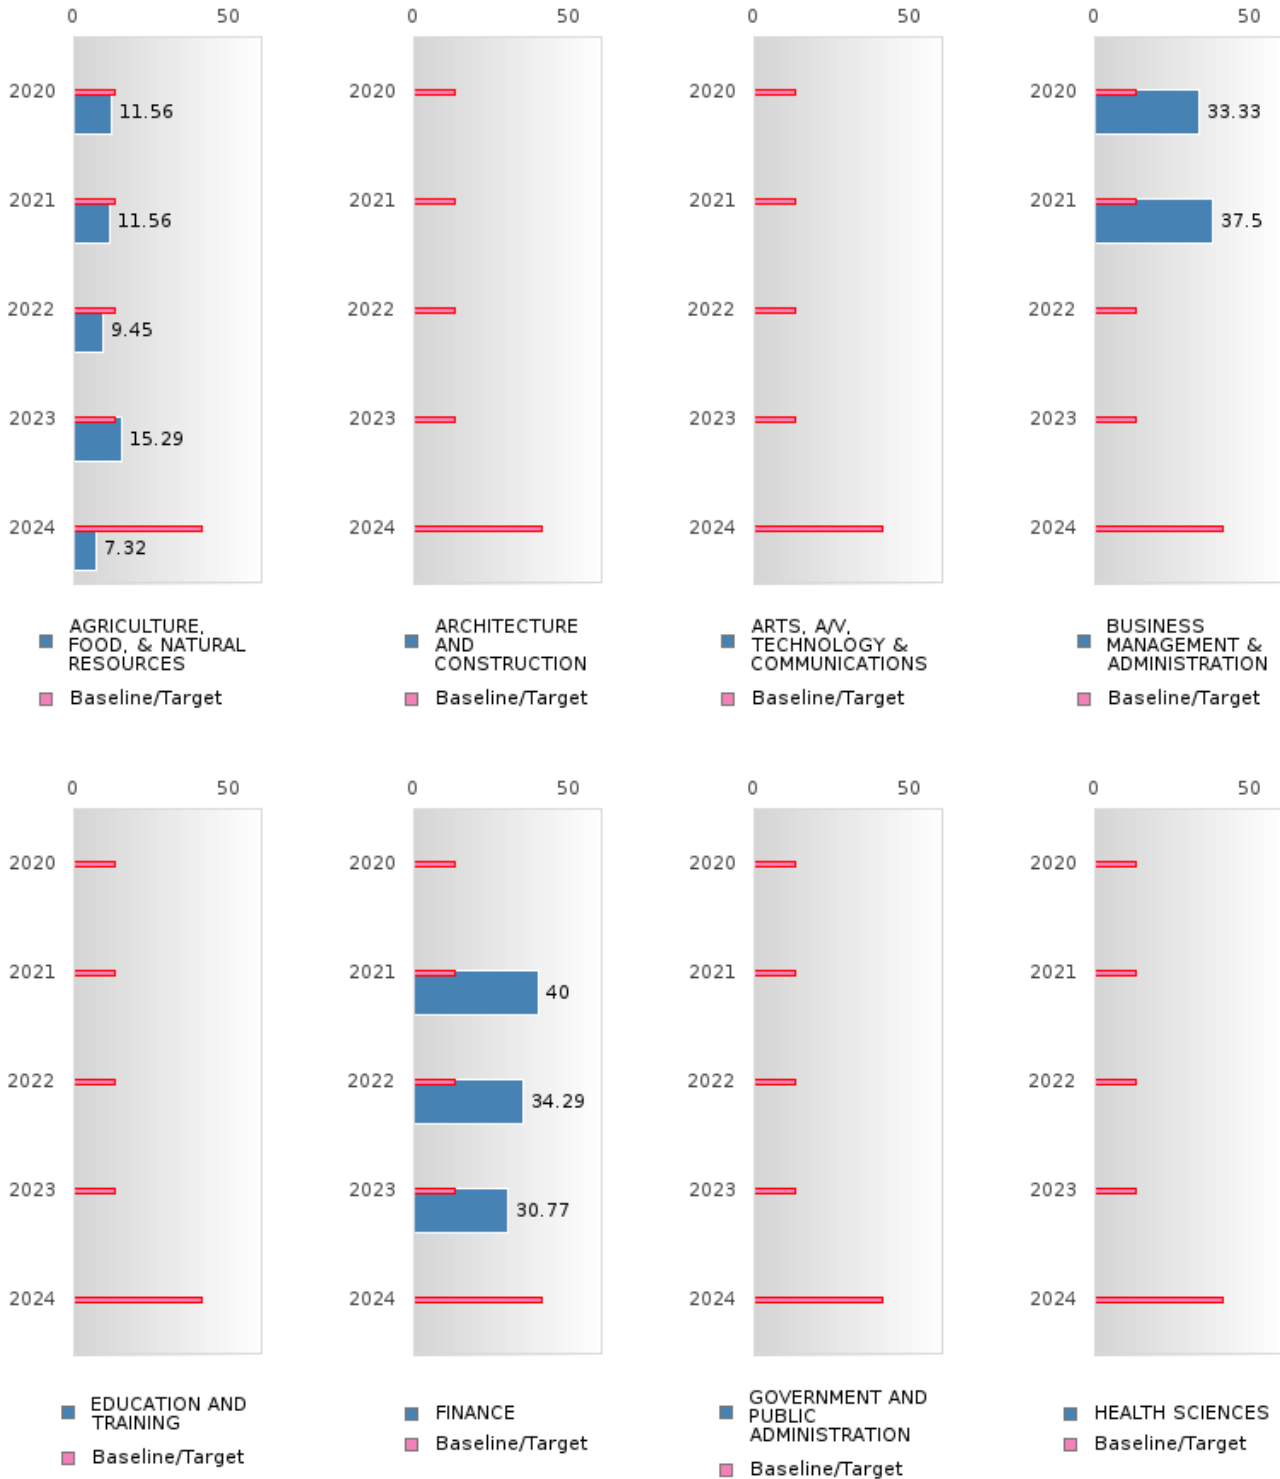 0 50 0 50 0 50 0 50
2020 11.56 2020 2020 2020 33.33
2021 11.56 2021 2021 2021 37.5
2022 9.45 2022 2022 2022
2023 15.29 2023 2023 2023
2024 7.32 2024 2024 2024
AGRICULTURE,
FOOD, & NATURAL
RESOURCES
Baseline/Target
ARCHITECTURE
AND
CONSTRUCTION
Baseline/Target
ARTS, A/V,
TECHNOLOGY &
COMMUNICATIONS
Baseline/Target
BUSINESS
MANAGEMENT &
ADMINISTRATION
Baseline/Target
0 50 0 50 0 50 0 50
2020 2020 2020 2020
2021 2021 40 2021 2021
2022 2022 34.29 2022 2022
2023 2023 30.77 2023 2023
2024 2024 2024 2024
EDUCATION AND
TRAINING
Baseline/Target
FINANCE
Baseline/Target
GOVERNMENT AND
PUBLIC
ADMINISTRATION
Baseline/Target
HEALTH SCIENCES
Baseline/Target